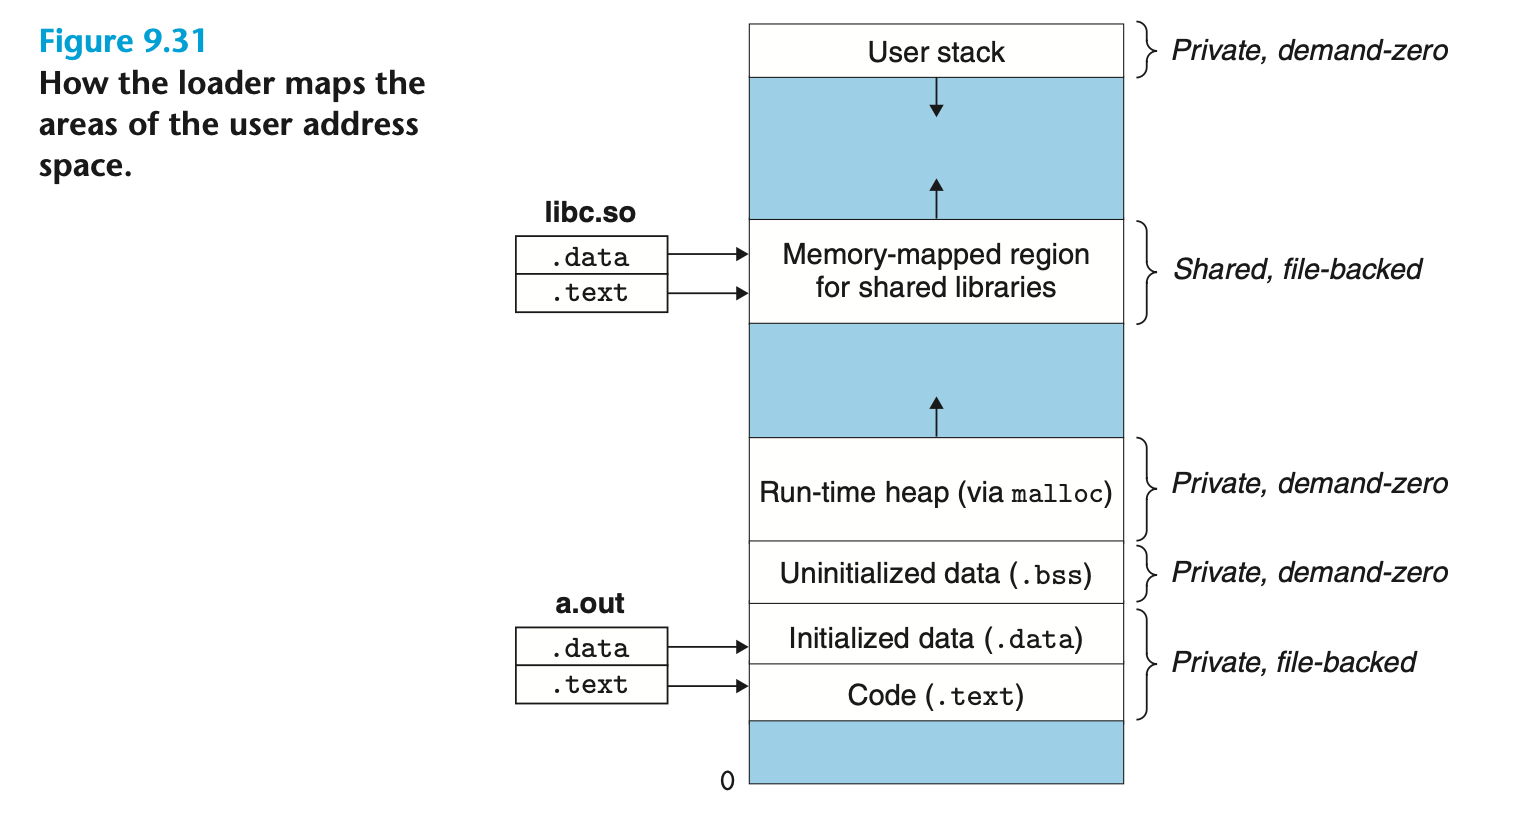 Figure 9.31
How the loader maps the
areas of the user address
space.
User stack
Private, demand-zero
libc.so
.data
.text
Memory-mapped region
for shared libraries
Shared, file-backed
Run-time heap (via malloc)
Private, demand-zero
Uninitialized data (.bss)
Private, demand-zero
a.out
.data
.text
Initialized data (.data)
Code (.text)
Private, file-backed
0